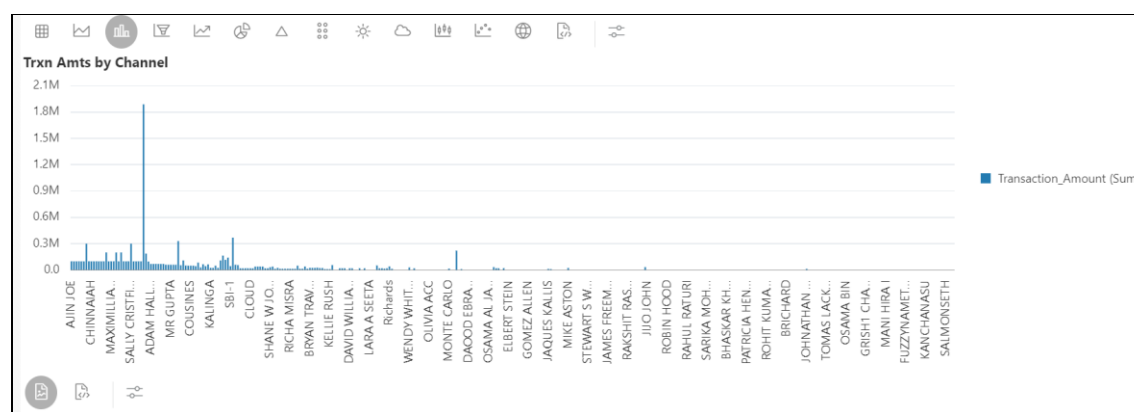 Trxn Amts by Channel
2.1M
1.8M
1.5M
1.2M
0.9M
0.6M
0.3M
0.0
Transaction_Amount (Sum
AJIN JOE
CHINNAIAH
MAXIMILLIA...
SALLY CRISTFI...
ADAM HALL...
MR GUPTA
COUSINES
KALINGA
SBI-1
CLOUD
SHANE W JO...
RICHA MISRA
BRYAN TRAV...
KELLIE RUSH
DAVID WILLIA...
LARA A SEETA
Richards
WENDY WHIT...
OLIVIA ACC
MONTE CARLO
DAOOD EBRA...
OSAMA AL JA...
ELBERT STEIN
GOMEZ ALLEN
JAQUES KALLIS
MIKE ASTON
STEWART S W...
JAMES FREEM...
RAKSHIT RAS...
JIJO JOHN
ROBIN HOOD
RAHUL RATURI
SARIKA MOH...
BHASKAR KH...
PATRICIA HEN...
ROHIT KUMA...
BRICHARD
JOHNATHAN ...
TOMAS LACK...
OSAMA BIN
GRISH1 CHA...
MANI HIRA I
FUZZYNAMET...
KANCHANASU
SALMONSETH